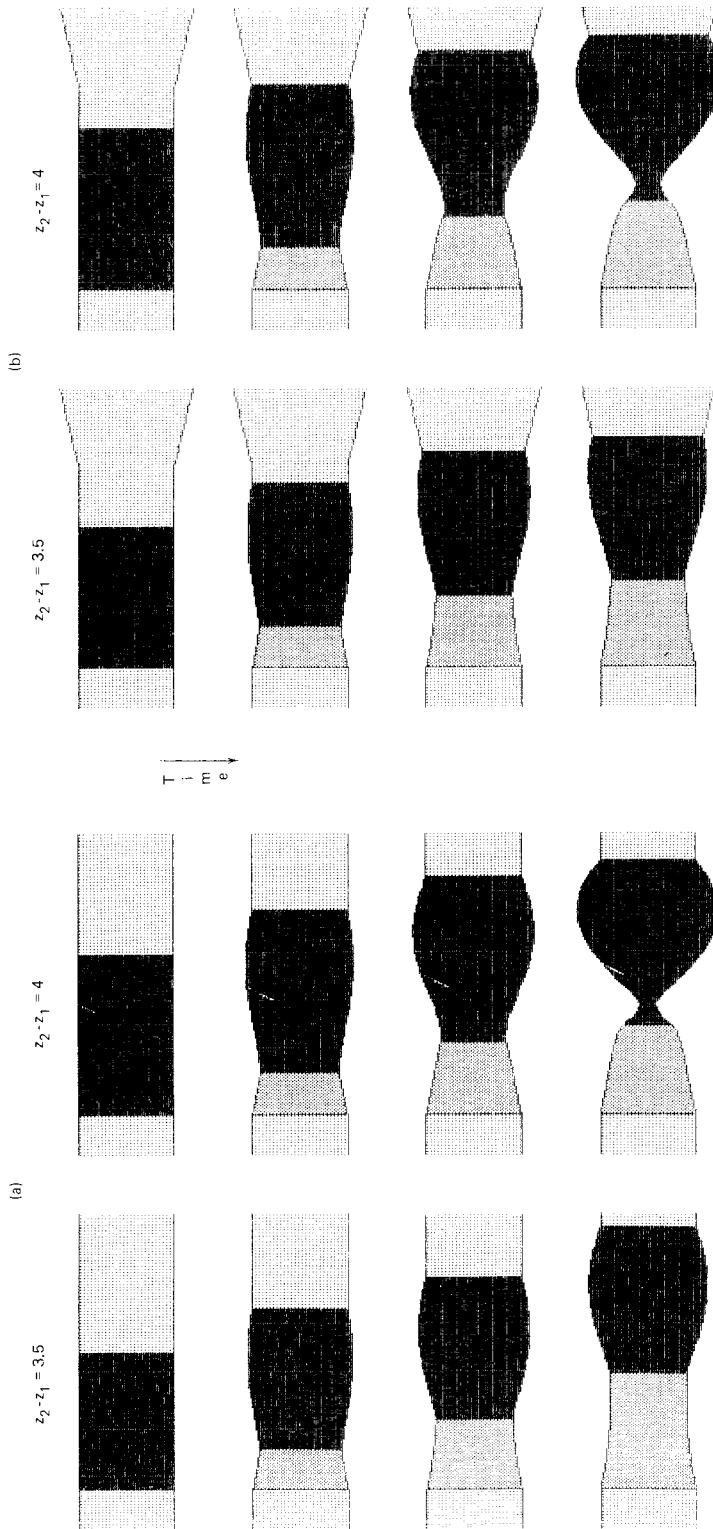 (a)
z₂-z₁ = 3.5
z₂-z₁ = 4
Time
(b)
z₂-z₁ = 3.5
z₂-z₁ = 4